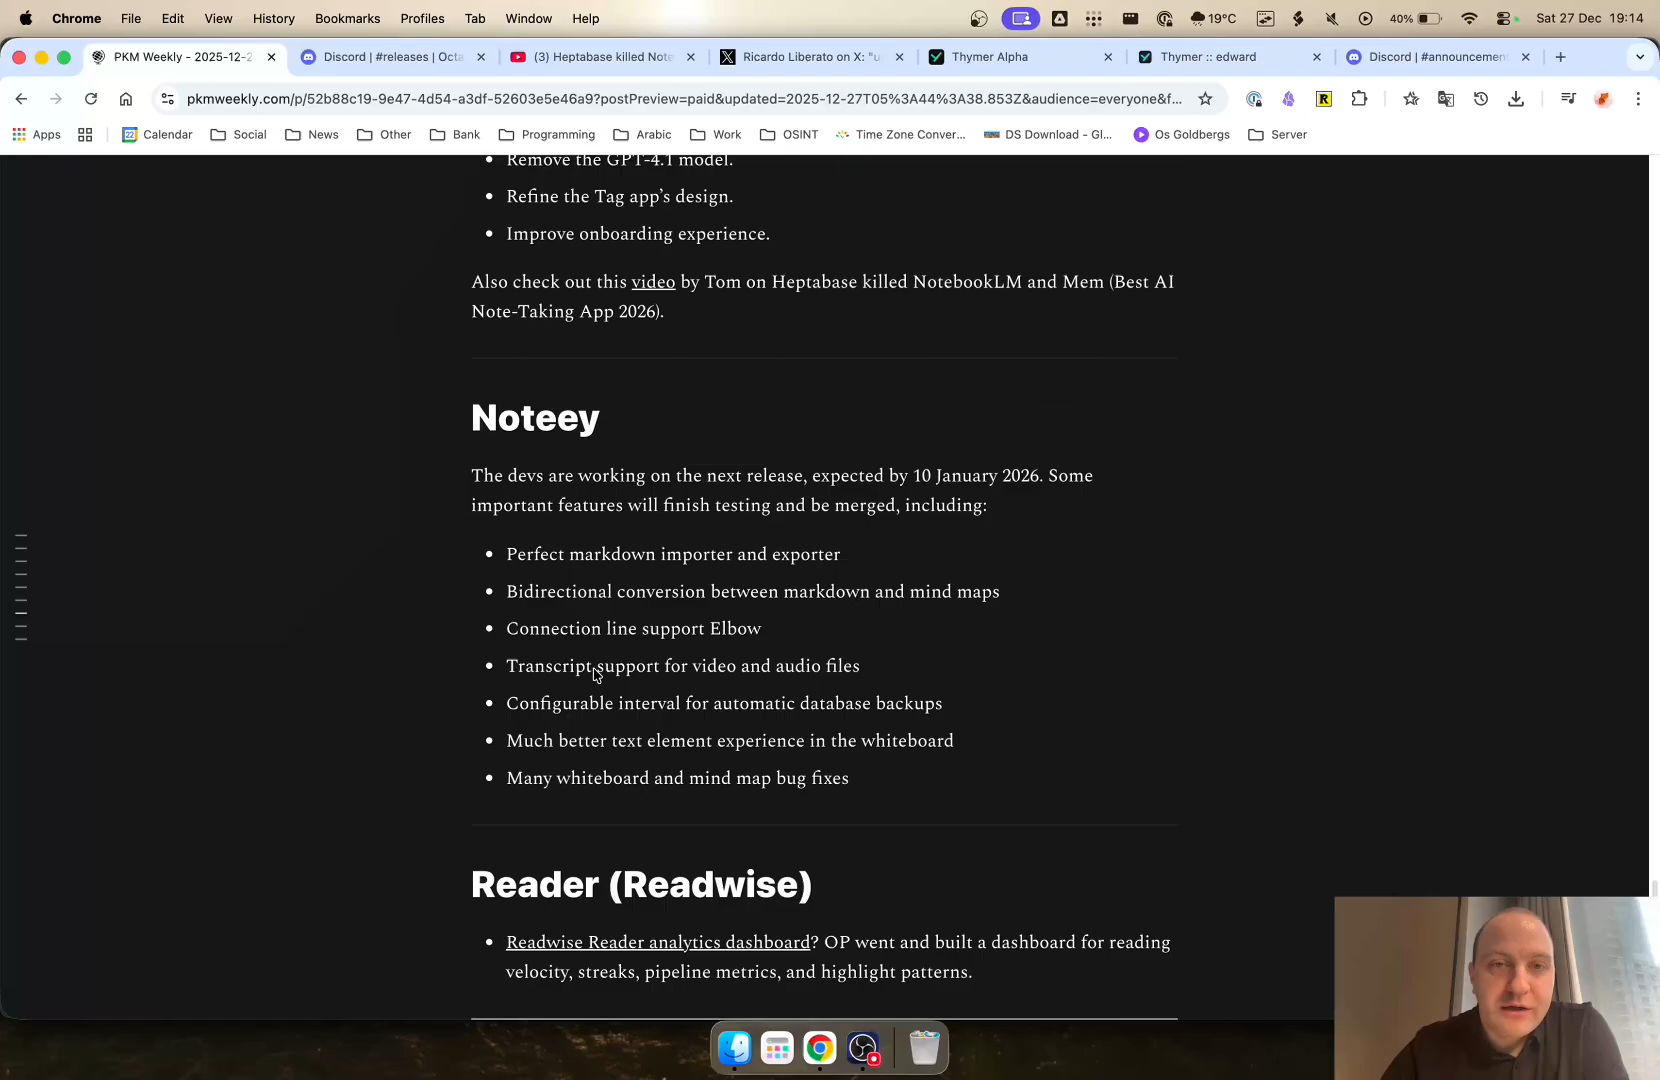 Chrome File Edit View History Bookmarks Profiles Tab Window Help 19°C 40% Sat 27 Dec 19:14
PKM Weekly - 2025-12-2 Discord | #releases | Octa (3) Heptabase killed Note Ricardo Liberato on X: "u Thymer Alpha Thymer :: edward Discord | #announcement
pkmweekly.com/p/52b88c19-9e47-4d54-a3df-52603e5e46a9?postPreview=paid&updated=2025-12-27T05%3A44%3A38.853Z&audience=everyone&f...
Apps 22 Calendar Social News Other Bank Programming Arabic Work OSINT Time Zone Conver... DS Download - Gl... Os Goldbergs Server
Remove the GPT-4.1 model.
Refine the Tag app’s design.
Improve onboarding experience.
Also check out this video by Tom on Heptabase killed NotebookLM and Mem (Best AI
Note-Taking App 2026).
Noteey
The devs are working on the next release, expected by 10 January 2026. Some
important features will finish testing and be merged, including:
Perfect markdown importer and exporter
Bidirectional conversion between markdown and mind maps
Connection line support Elbow
Transcript support for video and audio files
Configurable interval for automatic database backups
Much better text element experience in the whiteboard
Many whiteboard and mind map bug fixes
Reader (Readwise)
Readwise Reader analytics dashboard? OP went and built a dashboard for reading
velocity, streaks, pipeline metrics, and highlight patterns.